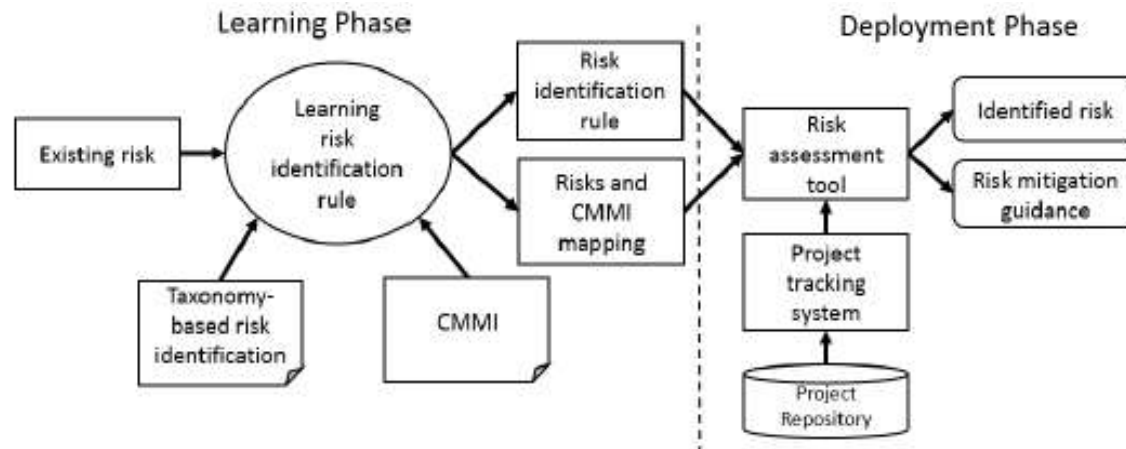 Learning Phase
Deployment Phase
Existing risk
Learning
risk
identification
rule
Taxonomy-
based risk
identification
CMMI
Risk
identification
rule
Risks and
CMMI
mapping
Risk
assessment
tool
Project
tracking
system
Project
Repository
Identified risk
Risk mitigation
guidance